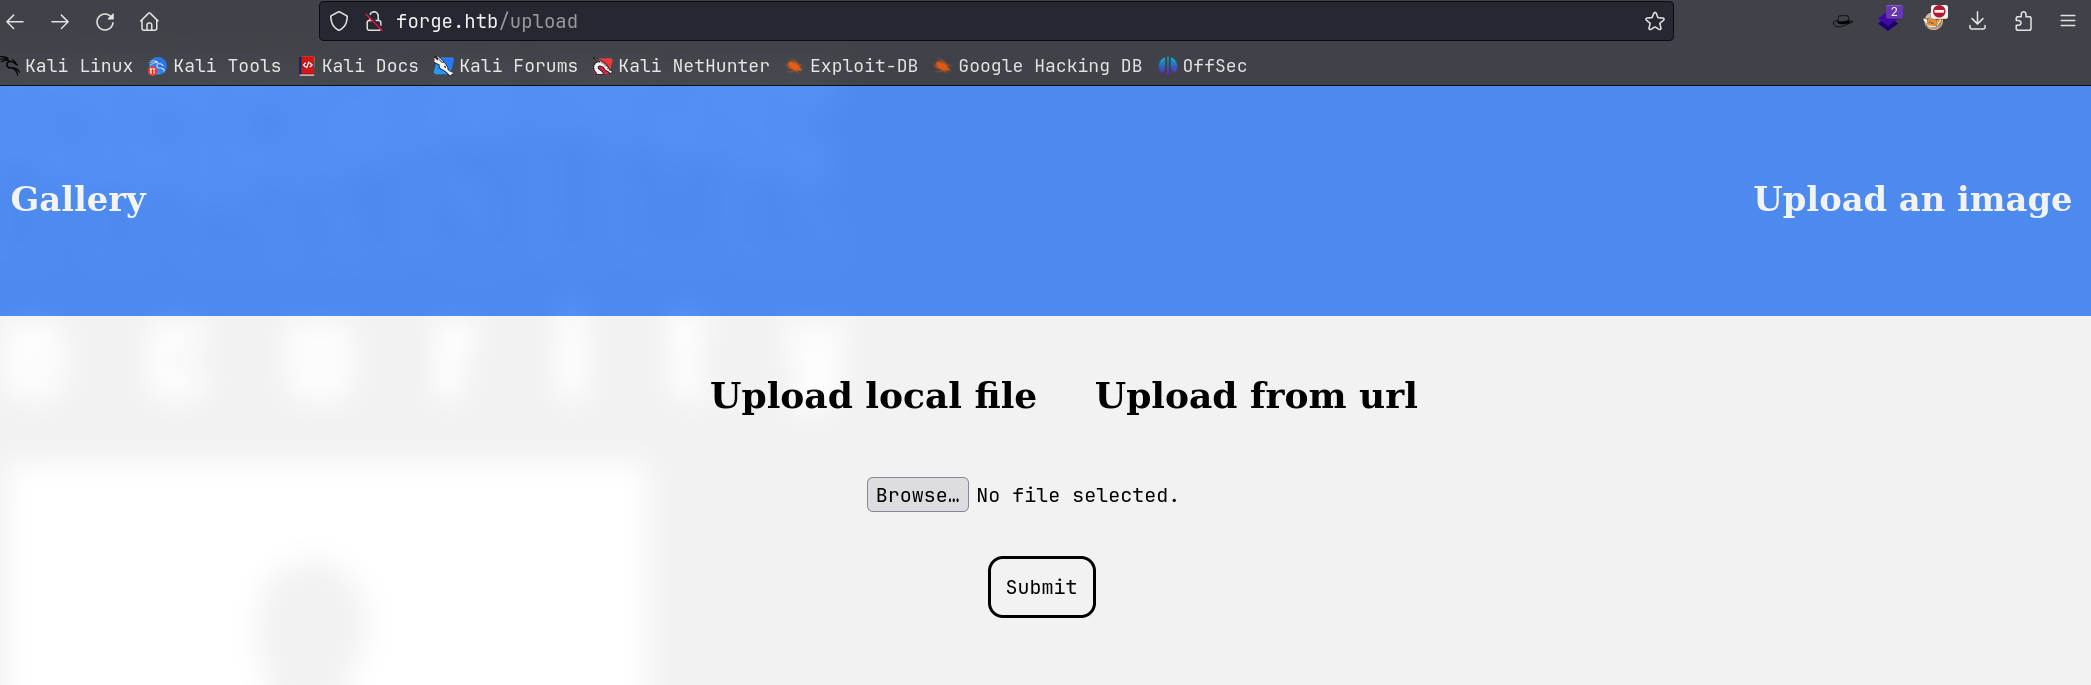 forge.htb/upload
2
Kali Linux Kali Tools Kali Docs Kali Forums Kali NetHunter Exploit-DB Google Hacking DB OffSec
Gallery Upload an image
Upload local file Upload from url
Browse… No file selected.
Submit